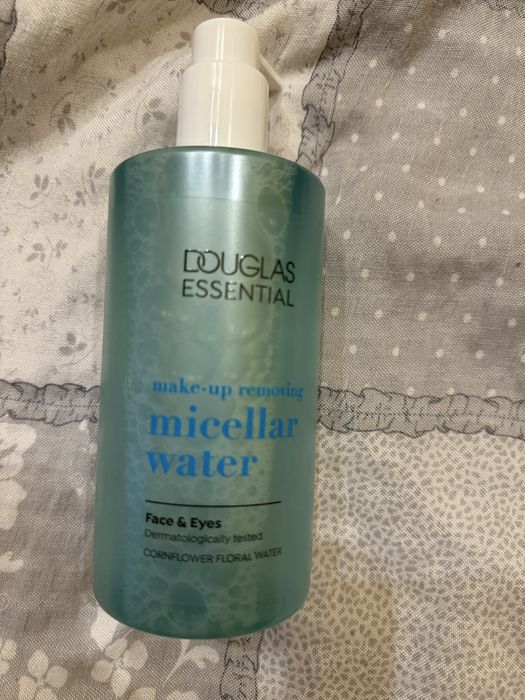 DOUGLAS
ESSENTIAL
make-up removing
micellar
water
Face & Eyes
Dermatologically tested
CORNFLOWER FLORAL WATER